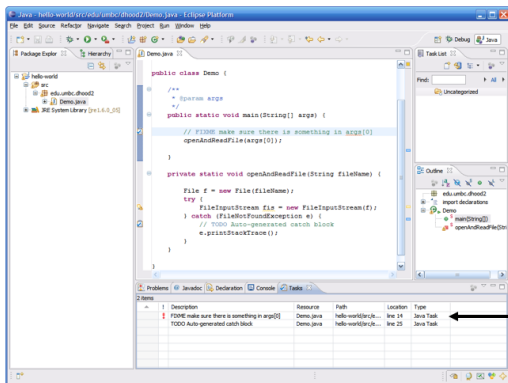 Java - hello-world/src/edu/umbc/dhood2/Demo.java - Eclipse Platform
File Edit Source Refactor Navigate Search Project Run Window Help
Debug Java
Package Explor Hierarchy
hello-world
src
edu.umbc.dhood2
Demo.java
JRE System Library [jre1.6.0_05]
Demo.java
public class Demo {
/**
* @param args
*/
public static void main(String[] args) {
// FIXME make sure there is something in args[0]
openAndReadFile(args[0]);
}
private static void openAndReadFile(String fileName) {
File f = new File(fileName);
try {
FileInputStream fis = new FileInputStream(f);
} catch (FileNotFoundException e) {
// TODO Auto-generated catch block
e.printStackTrace();
}
}
}
Task List
Find: All
Uncategorized
Outline
edu.umbc.dhood2
import declarations
Demo
main(String[])
openAndReadFile(Stri
Problems Javadoc Declaration Console Tasks
2 items
! Description Resource Path Location Type
! FIXME make sure there is something in args[0] Demo.java hello-world/src/e... line 14 Java Task
TODO Auto-generated catch block Demo.java hello-world/src/e... line 25 Java Task